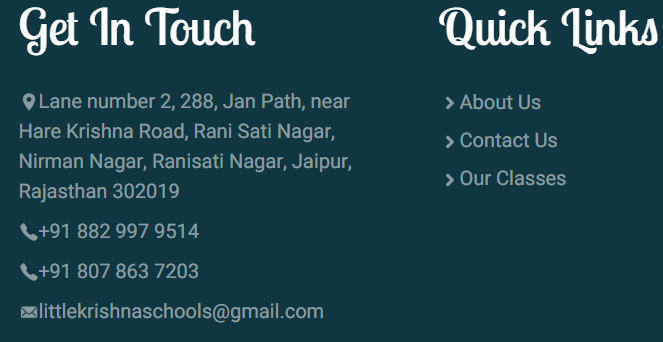 Get In Touch
Lane number 2, 288, Jan Path, near
Hare Krishna Road, Rani Sati Nagar,
Nirman Nagar, Ranisati Nagar, Jaipur,
Rajasthan 302019
+91 882 997 9514
+91 807 863 7203
littlekrishnaschools@gmail.com
Quick Links
About Us
Contact Us
Our Classes